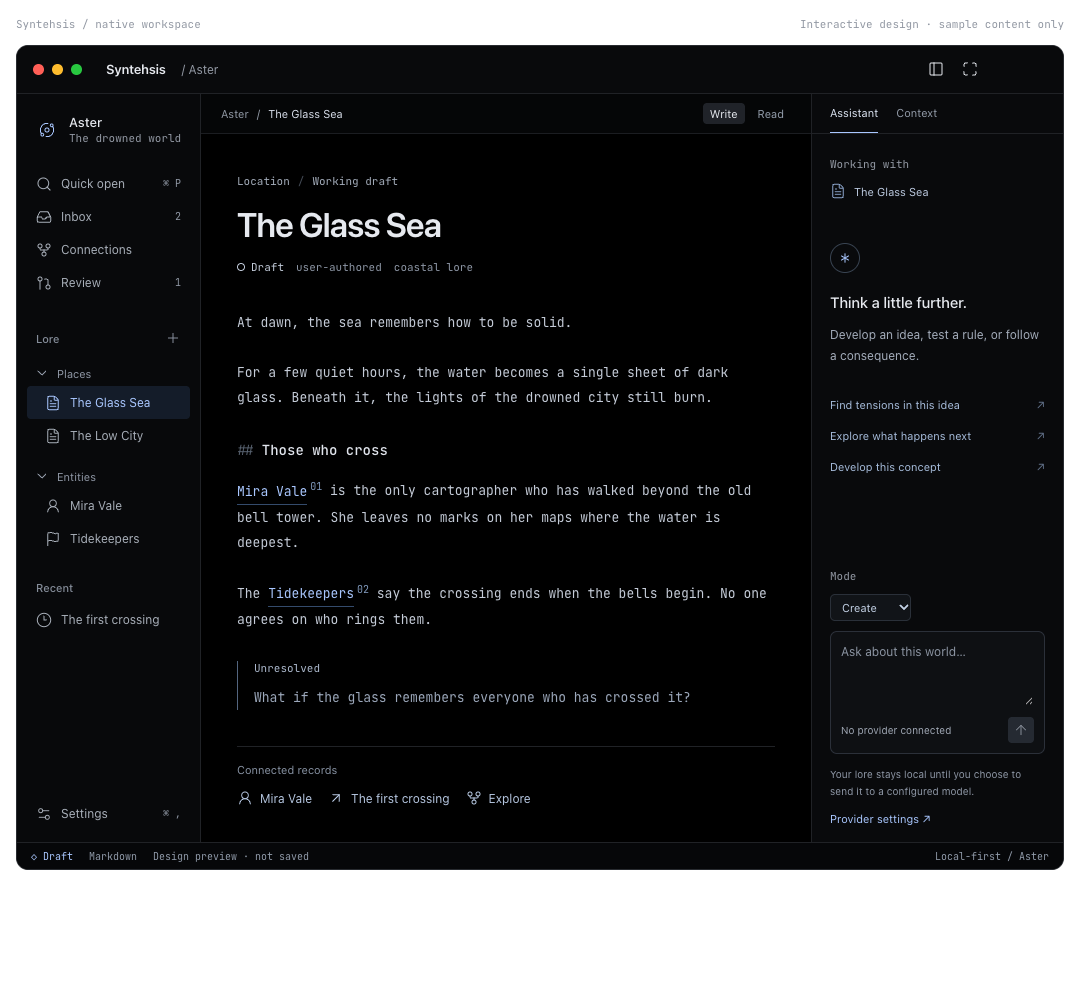 Syntehsis / native workspace
Interactive design · sample content only
Syntehsis / Aster
Aster
The drowned world
Quick open ⌘ P
Inbox 2
Connections
Review 1
Lore
Places
The Glass Sea
The Low City
Entities
Mira Vale
Tidekeepers
Recent
The first crossing
Settings ⌘ ,
Aster / The Glass Sea
Write Read
Location / Working draft
The Glass Sea
Draft user-authored coastal lore
At dawn, the sea remembers how to be solid.
For a few quiet hours, the water becomes a single sheet of dark
glass. Beneath it, the lights of the drowned city still burn.
## Those who cross
Mira Vale 01 is the only cartographer who has walked beyond the old
bell tower. She leaves no marks on her maps where the water is
deepest.
The Tidekeepers 02 say the crossing ends when the bells begin. No one
agrees on who rings them.
Unresolved
What if the glass remembers everyone who has crossed it?
Connected records
Mira Vale The first crossing Explore
Assistant Context
Working with
The Glass Sea
Think a little further.
Develop an idea, test a rule, or follow
a consequence.
Find tensions in this idea
Explore what happens next
Develop this concept
Mode
Create
Ask about this world…
No provider connected
Your lore stays local until you choose to
send it to a configured model.
Provider settings
◇ Draft Markdown Design preview · not saved
Local-first / Aster